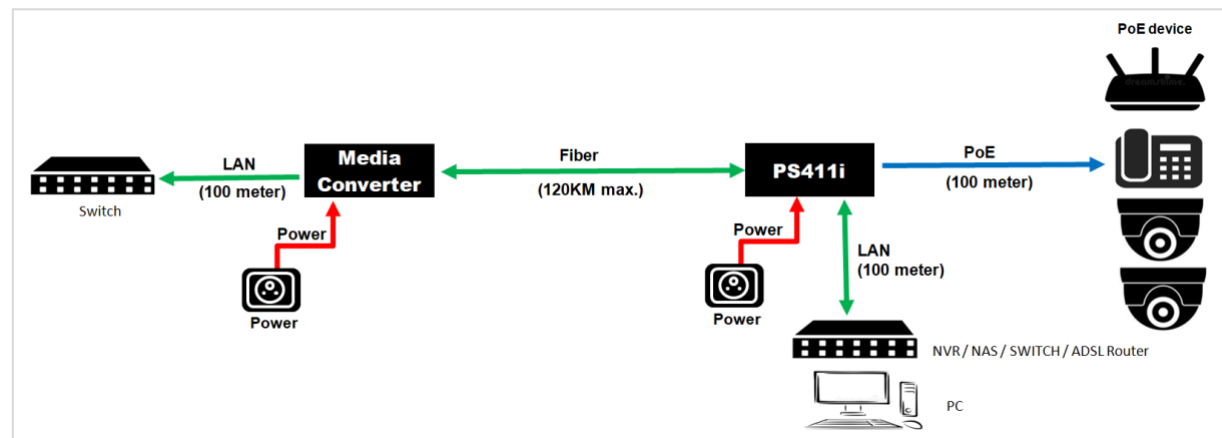 PoE device
dreamstime.
LAN
(100 meter)
Switch
Media
Converter
Fiber
(120KM max.)
PS411i
PoE
(100 meter)
Power
Power
Power
Power
LAN
(100 meter)
NVR / NAS / SWITCH / ADSL Router
PC